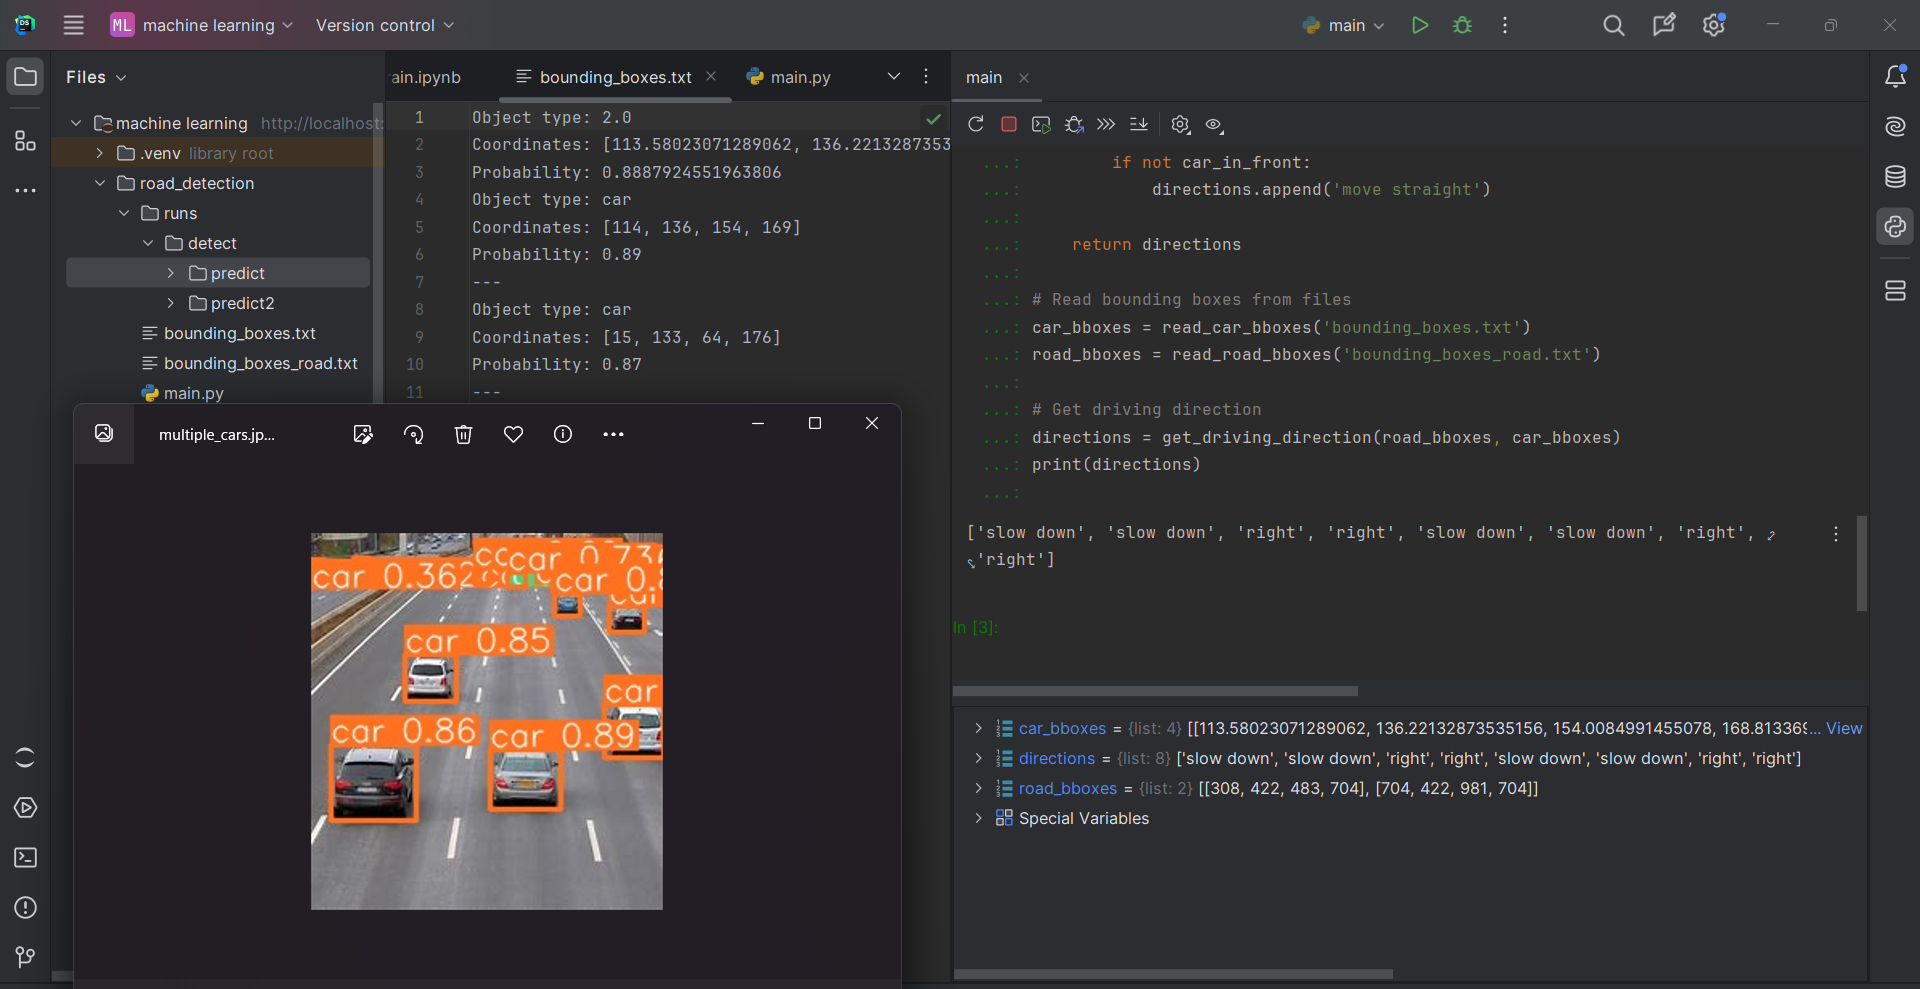 DS
ML machine learning
Version control
main
Files
ain.ipynb
bounding_boxes.txt
main.py
main
machine learning http://localhost:
.venv library root
road_detection
runs
detect
predict
predict2
bounding_boxes.txt
bounding_boxes_road.txt
main.py
1 Object type: 2.0
2 Coordinates: [113.58023071289062, 136.2213287353
3 Probability: 0.8887924551963806
4 Object type: car
5 Coordinates: [114, 136, 154, 169]
6 Probability: 0.89
7 ---
8 Object type: car
9 Coordinates: [15, 133, 64, 176]
10 Probability: 0.87
11 ---
...: if not car_in_front:
...: directions.append('move straight')
...:
...: return directions
...:
...: # Read bounding boxes from files
...: car_bboxes = read_car_bboxes('bounding_boxes.txt')
...: road_bboxes = read_road_bboxes('bounding_boxes_road.txt')
...:
...: # Get driving direction
...: directions = get_driving_direction(road_bboxes, car_bboxes)
...: print(directions)
...:
['slow down', 'slow down', 'right', 'right', 'slow down', 'slow down', 'right',
'right']
In [3]:
car_bboxes = {list: 4} [[113.58023071289062, 136.22132873535156, 154.0084991455078, 168.81336... View
directions = {list: 8} ['slow down', 'slow down', 'right', 'right', 'slow down', 'slow down', 'right', 'right']
road_bboxes = {list: 2} [[308, 422, 483, 704], [704, 422, 981, 704]]
Special Variables
multiple_cars.jp...
car 0.362
car 0.73
car 0.
car 0.85
car
car 0.86
car 0.89